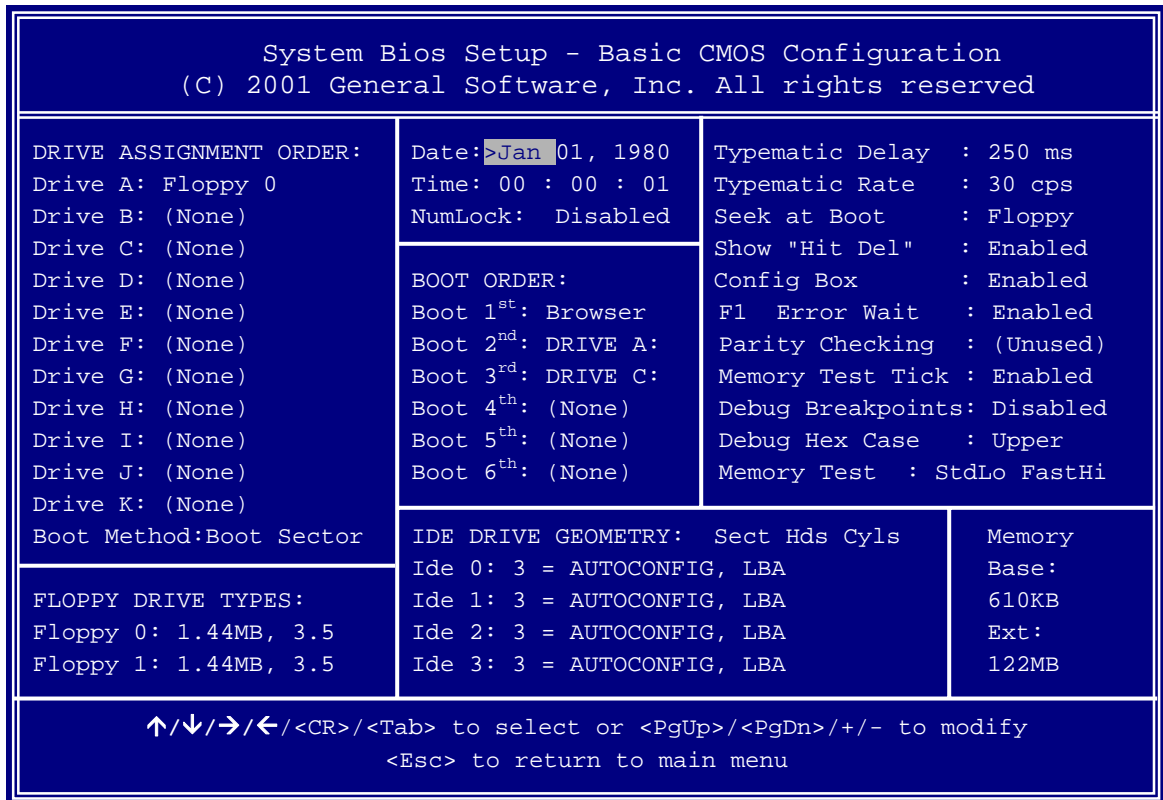 System Bios Setup - Basic CMOS Configuration
(C) 2001 General Software, Inc. All rights reserved
DRIVE ASSIGNMENT ORDER:
Drive A: Floppy 0
Drive B: (None)
Drive C: (None)
Drive D: (None)
Drive E: (None)
Drive F: (None)
Drive G: (None)
Drive H: (None)
Drive I: (None)
Drive J: (None)
Drive K: (None)
Boot Method:Boot Sector
FLOPPY DRIVE TYPES:
Floppy 0: 1.44MB, 3.5
Floppy 1: 1.44MB, 3.5
Date:>Jan 01, 1980
Time: 00 : 00 : 01
NumLock: Disabled
BOOT ORDER:
Boot 1st: Browser
Boot 2nd: DRIVE A:
Boot 3rd: DRIVE C:
Boot 4th: (None)
Boot 5th: (None)
Boot 6th: (None)
Typematic Delay : 250 ms
Typematic Rate : 30 cps
Seek at Boot : Floppy
Show "Hit Del" : Enabled
Config Box : Enabled
F1 Error Wait : Enabled
Parity Checking : (Unused)
Memory Test Tick : Enabled
Debug Breakpoints: Disabled
Debug Hex Case : Upper
Memory Test : StdLo FastHi
IDE DRIVE GEOMETRY: Sect Hds Cyls
Ide 0: 3 = AUTOCONFIG, LBA
Ide 1: 3 = AUTOCONFIG, LBA
Ide 2: 3 = AUTOCONFIG, LBA
Ide 3: 3 = AUTOCONFIG, LBA
Memory
Base:
610KB
Ext:
122MB
↑/↓/→/←/<CR>/<Tab> to select or <PgUp>/<PgDn>/+/- to modify
<Esc> to return to main menu